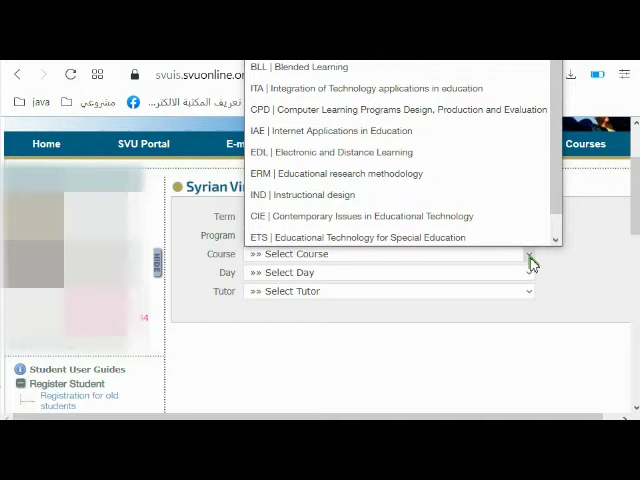 BLL | Blended Learning
svuis.svuonline.or
ITA | Integration of Technology applications in education
java
مشروعي
تعريف المكتبة الالكتر...
CPD | Computer Learning Programs Design, Production and Evaluation
IAE | Internet Applications in Education
Home
SVU Portal
E-m
Courses
EDL | Electronic and Distance Learning
ERM | Educational research methodology
Syrian Vir
IND | Instructional design
Term
CIE | Contemporary Issues in Educational Technology
Program
ETS | Educational Technology for Special Education
Course
»» Select Course
HIDE
Day
»» Select Day
Tutor
»» Select Tutor
Student User Guides
Register Student
Registration for old
students